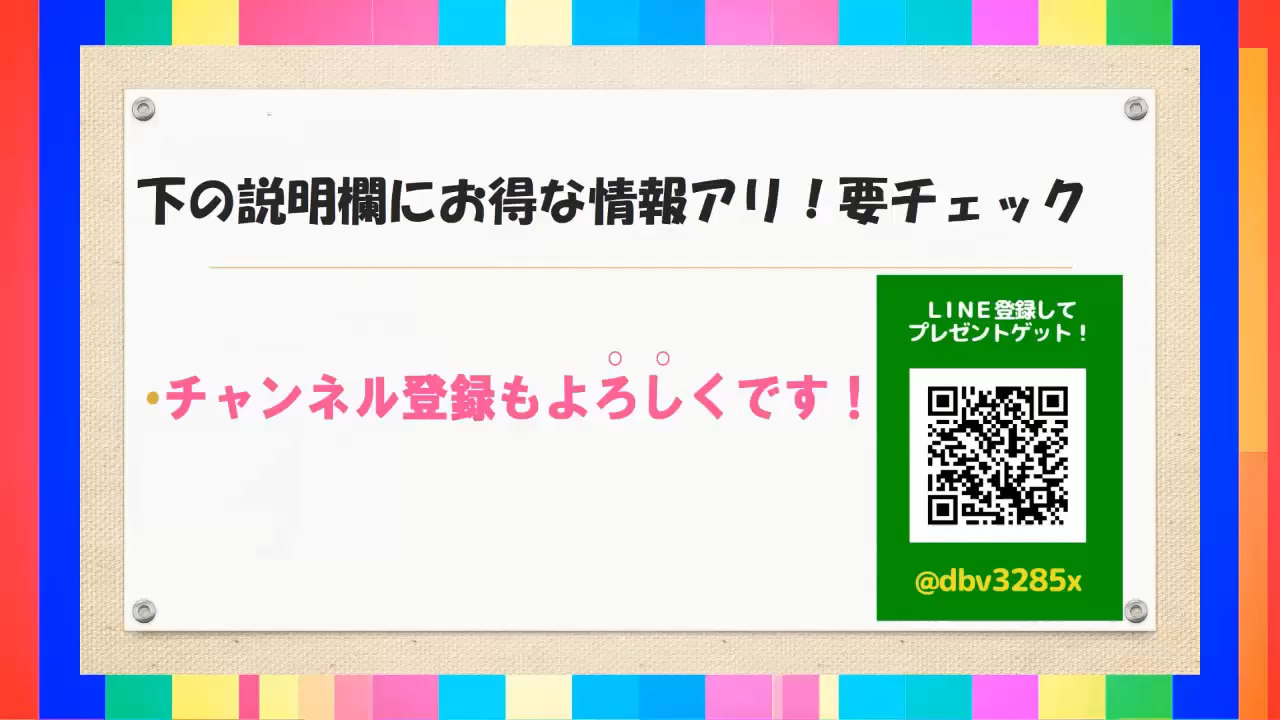 下の説明欄にお得な情報アリ！要チェック
•チャンネル登録もよろしくです！
LINE登録して
プレゼントゲット！
@dbv3285x